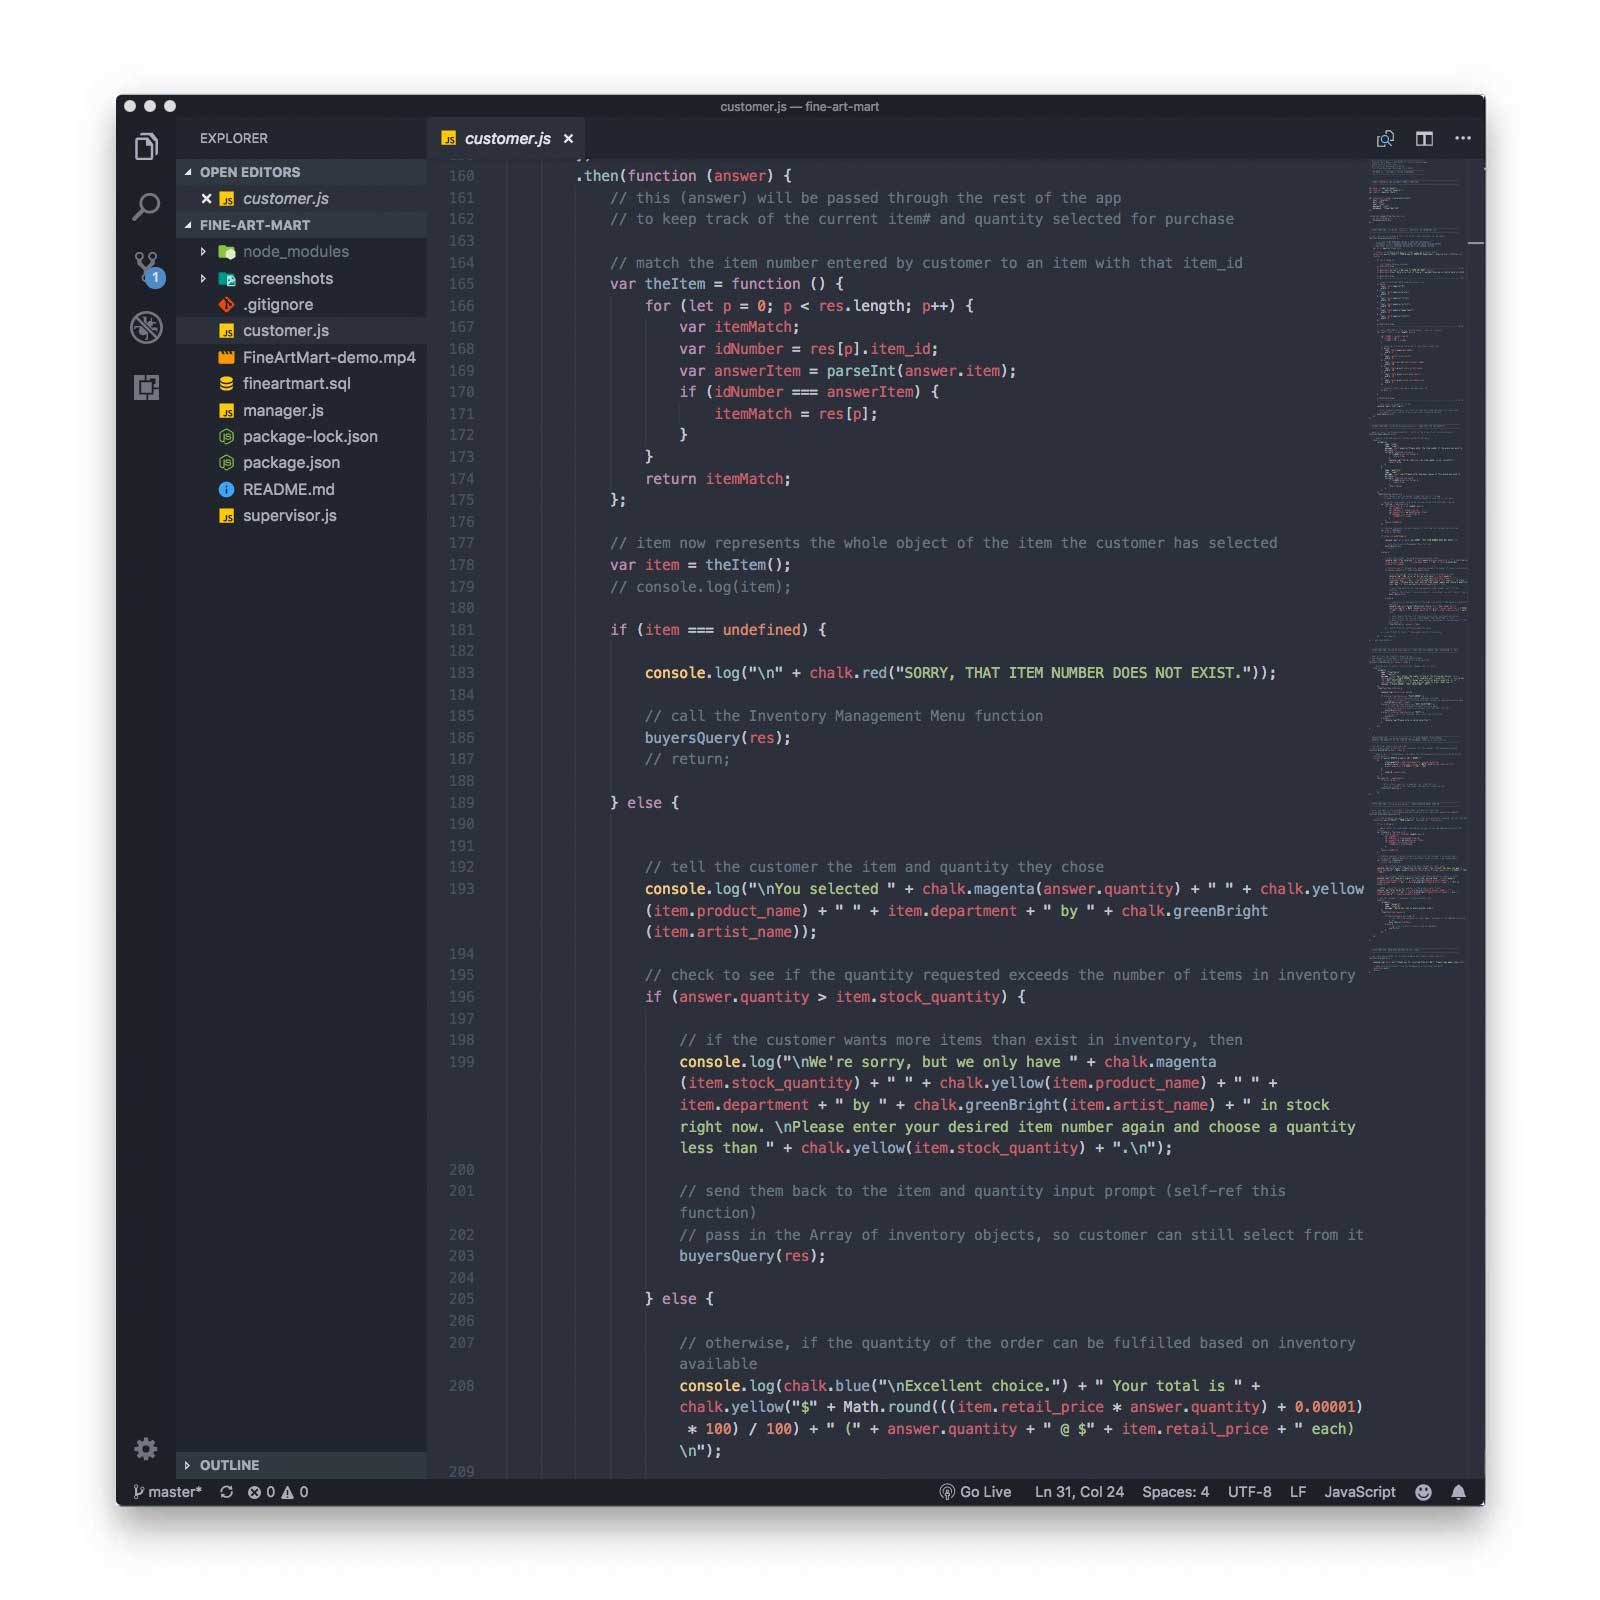 customer.js — fine-art-mart
EXPLORER
OPEN EDITORS
customer.js
FINE-ART-MART
node_modules
screenshots
.gitignore
customer.js
FineArtMart-demo.mp4
fineartmart.sql
manager.js
package-lock.json
package.json
README.md
supervisor.js
OUTLINE
1
customer.js
160 .then(function (answer) {
161 // this (answer) will be passed through the rest of the app
162 // to keep track of the current item# and quantity selected for purchase
163
164 // match the item number entered by customer to an item with that item_id
165 var theItem = function () {
166 for (let p = 0; p < res.length; p++) {
167 var itemMatch;
168 var idNumber = res[p].item_id;
169 var answerItem = parseInt(answer.item);
170 if (idNumber === answerItem) {
171 itemMatch = res[p];
172 }
173 }
174 return itemMatch;
175 };
176
177 // item now represents the whole object of the item the customer has selected
178 var item = theItem();
179 // console.log(item);
180
181 if (item === undefined) {
182
183 console.log("\n" + chalk.red("SORRY, THAT ITEM NUMBER DOES NOT EXIST."));
184
185 // call the Inventory Management Menu function
186 buyersQuery(res);
187 // return;
188
189 } else {
190
191
192 // tell the customer the item and quantity they chose
193 console.log("\nYou selected " + chalk.magenta(answer.quantity) + " " + chalk.yellow
(item.product_name) + " " + item.department + " by " + chalk.greenBright
(item.artist_name));
194
195 // check to see if the quantity requested exceeds the number of items in inventory
196 if (answer.quantity > item.stock_quantity) {
197
198 // if the customer wants more items than exist in inventory, then
199 console.log("\nWe're sorry, but we only have " + chalk.magenta
(item.stock_quantity) + " " + chalk.yellow(item.product_name) + " " +
item.department + " by " + chalk.greenBright(item.artist_name) + " in stock
right now. \nPlease enter your desired item number again and choose a quantity
less than " + chalk.yellow(item.stock_quantity) + ".\n");
200
201 // send them back to the item and quantity input prompt (self-ref this
function)
202 // pass in the Array of inventory objects, so customer can still select from it
203 buyersQuery(res);
204
205 } else {
206
207 // otherwise, if the quantity of the order can be fulfilled based on inventory
available
208 console.log(chalk.blue("\nExcellent choice.") + " Your total is " +
chalk.yellow("$" + Math.round(((item.retail_price * answer.quantity) + 0.00001)
* 100) / 100) + " (" + answer.quantity + " @ $" + item.retail_price + " each)
\n");
209
master* 0 0 Go Live Ln 31, Col 24 Spaces: 4 UTF-8 LF JavaScript